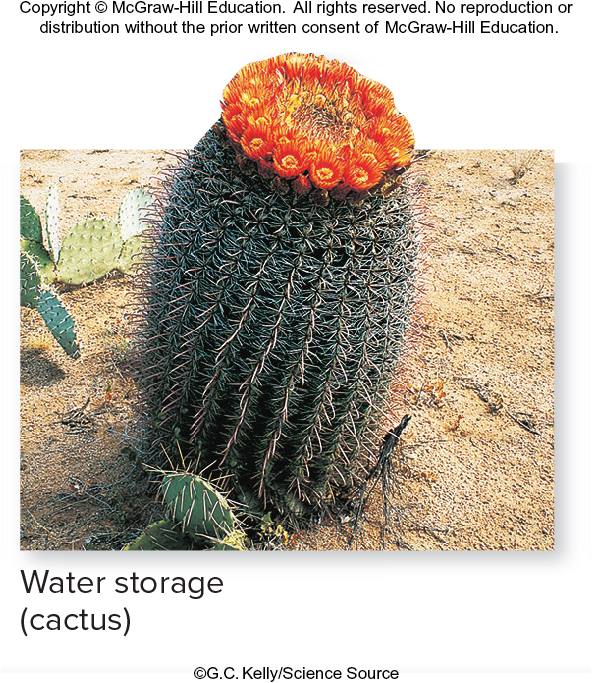 Copyright © McGraw-Hill Education.  All rights reserved. No reproduction or
distribution without the prior written consent of McGraw-Hill Education.
Water storage
(cactus)
©G.C. Kelly/Science Source